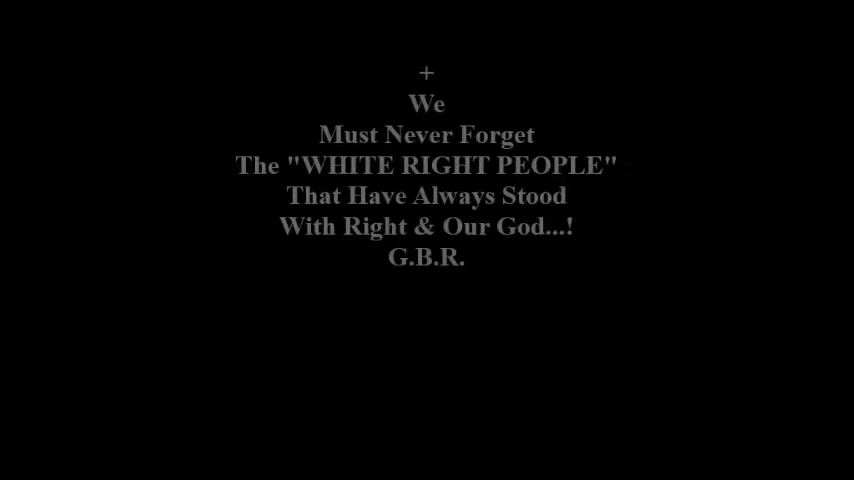 +
We
Must Never Forget
The "WHITE RIGHT PEOPLE"
That Have Always Stood
With Right & Our God...!
G.B.R.